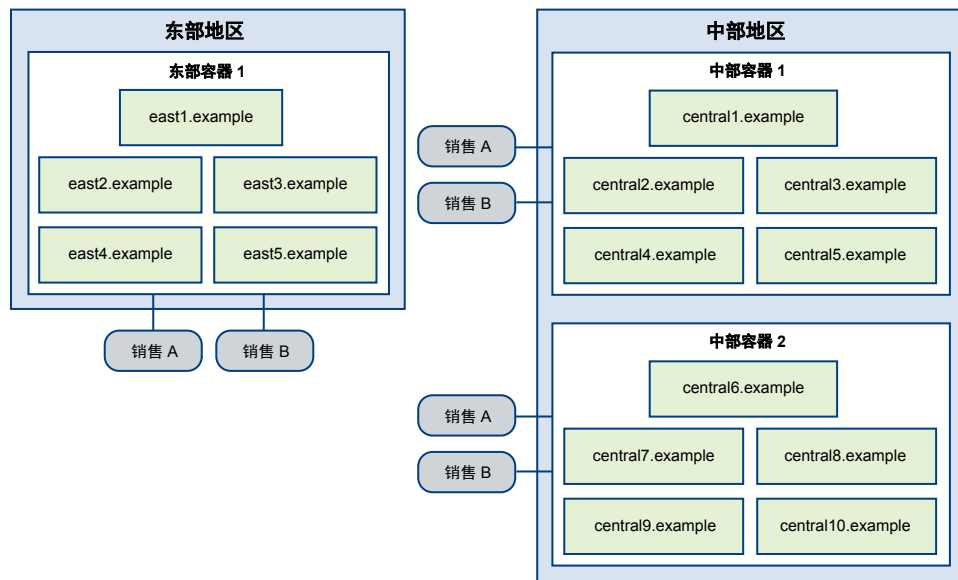 东部地区
东部容器 1
east1.example
east2.example
east3.example
east4.example
east5.example
销售 A
销售 B
中部地区
中部容器 1
central1.example
central2.example
central3.example
central4.example
central5.example
销售 A
销售 B
中部容器 2
central6.example
central7.example
central8.example
central9.example
central10.example
销售 A
销售 B